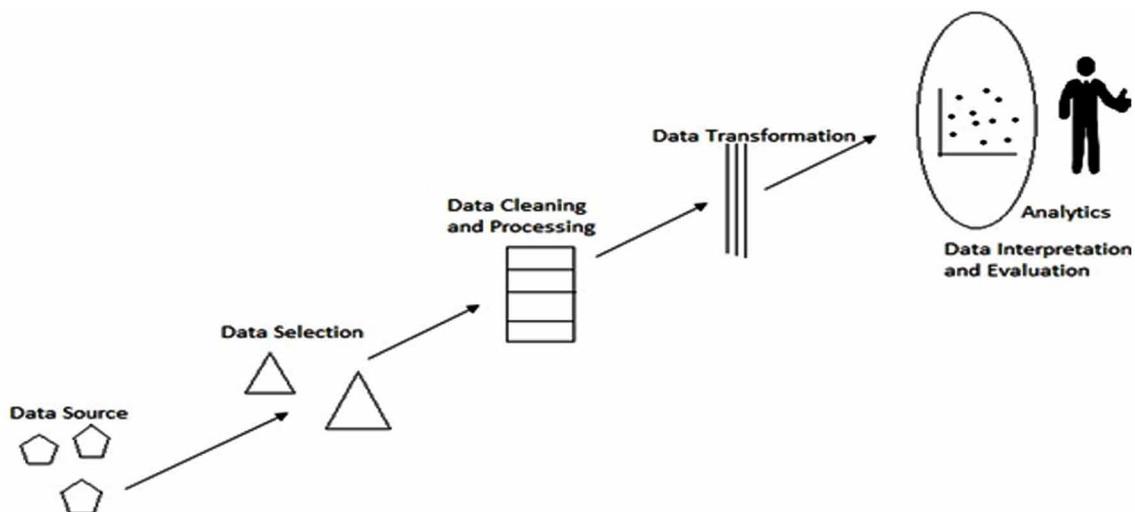 Data Source
Data Selection
Data Cleaning
and Processing
Data Transformation
Analytics
Data Interpretation
and Evaluation